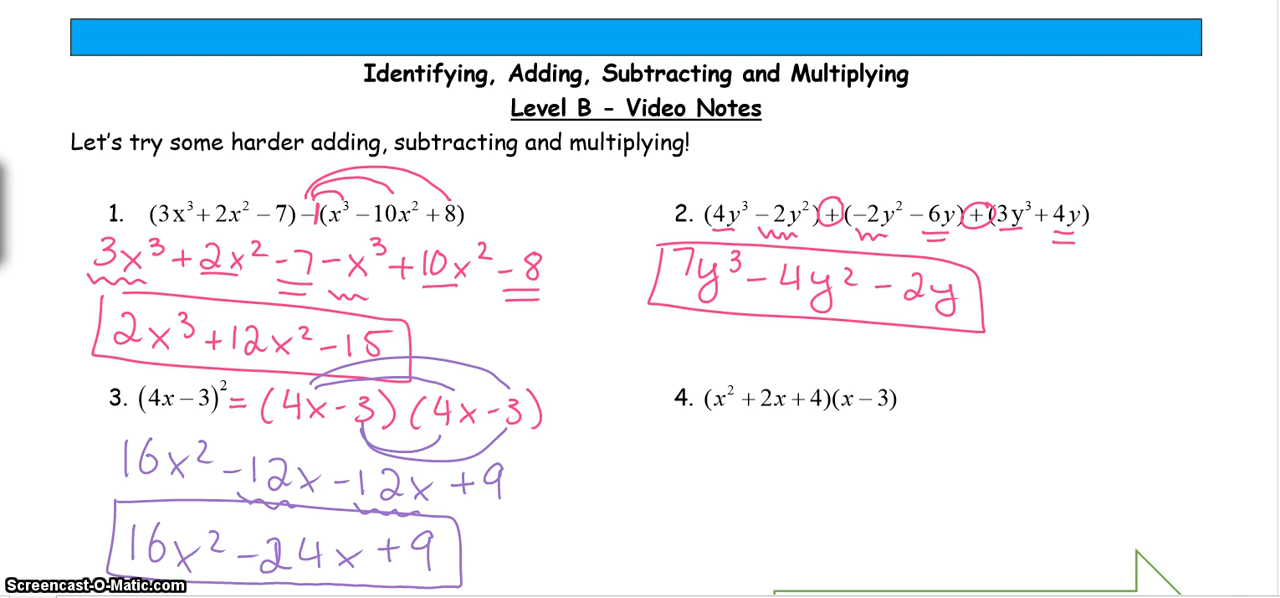 Identifying, Adding, Subtracting and Multiplying
Level B - Video Notes
Let's try some harder adding, subtracting and multiplying!
1. (3x³ + 2x² − 7) −1(x³ − 10x² + 8)
3x³ + 2x² − 7 − x³ + 10x² − 8
2x³ + 12x² − 15
2. (4y³ − 2y²) + (−2y² − 6y) + (3y³ + 4y)
7y³ − 4y² − 2y
3. (4x − 3)² = (4x − 3)(4x − 3)
16x² − 12x − 12x + 9
16x² − 24x + 9
4. (x² + 2x + 4)(x − 3)
Screencast-O-Matic.com